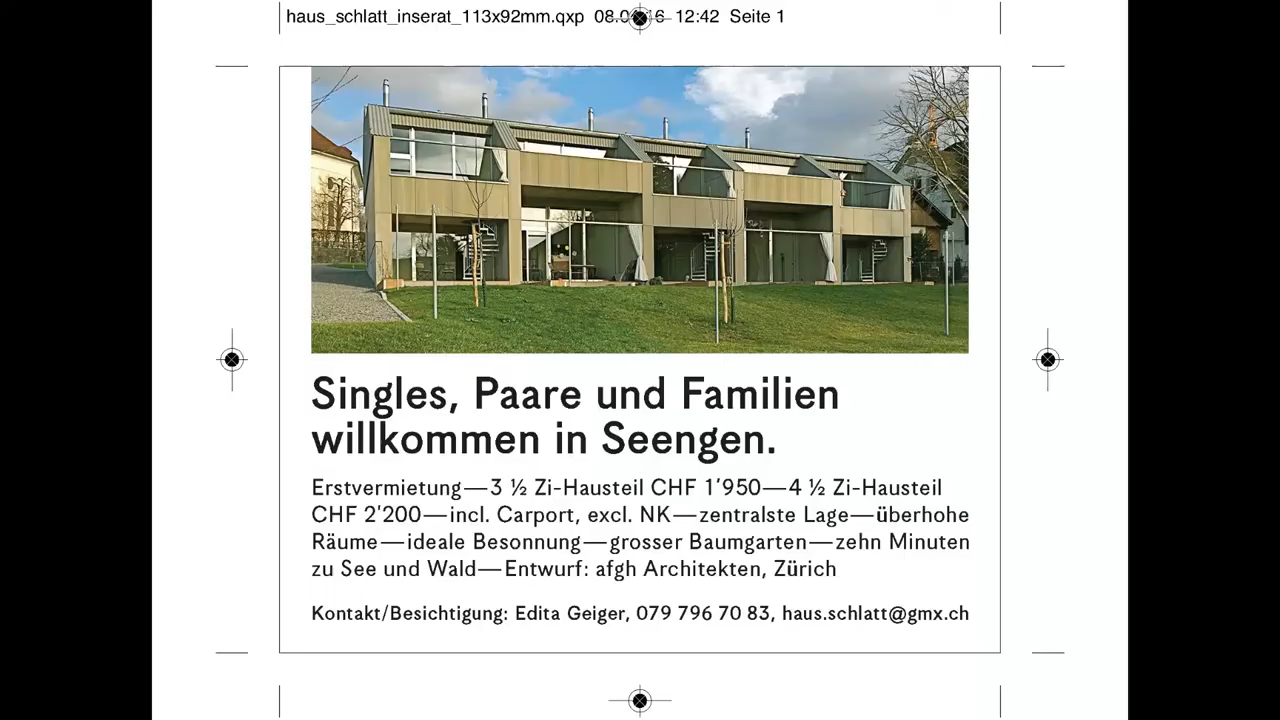 haus_schlatt_inserat_113x92mm.qxp 12:42 Seite 1
Singles, Paare und Familien
willkommen in Seengen.
Erstvermietung—3 ½ Zi-Hausteil CHF 1’950—4 ½ Zi-Hausteil
CHF 2'200—incl. Carport, excl. NK—zentralste Lage—überhohe
Räume—ideale Besonnung—grosser Baumgarten—zehn Minuten
zu See und Wald—Entwurf: afgh Architekten, Zürich
Kontakt/Besichtigung: Edita Geiger, 079 796 70 83, haus.schlatt@gmx.ch